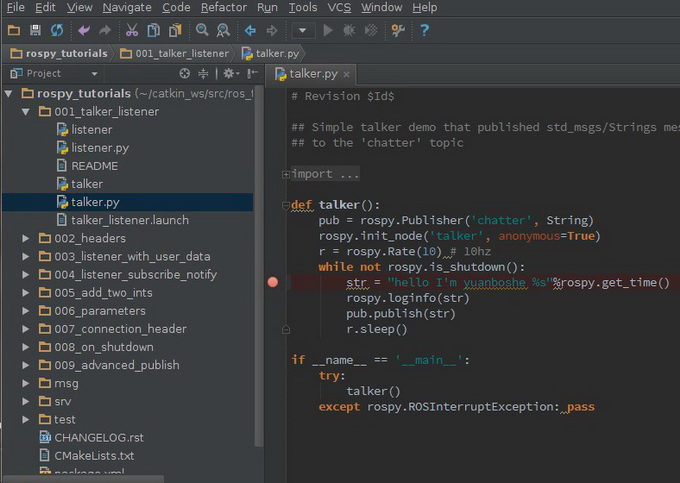 File Edit View Navigate Code Refactor Run Tools VCS Window Help
rospy_tutorials 001_talker_listener talker.py
Project
talker.py
rospy_tutorials (~/catkin_ws/src/ros_t
001_talker_listener
listener
listener.py
README
talker
talker.py
talker_listener.launch
002_headers
003_listener_with_user_data
004_listener_subscribe_notify
005_add_two_ints
006_parameters
007_connection_header
008_on_shutdown
009_advanced_publish
msg
srv
test
CHANGELOG.rst
CMakeLists.txt
package.xml
# Revision $Id$
## Simple talker demo that published std_msgs/Strings mes
## to the 'chatter' topic
import ...
def talker():
pub = rospy.Publisher('chatter', String)
rospy.init_node('talker', anonymous=True)
r = rospy.Rate(10) # 10hz
while not rospy.is_shutdown():
str = "hello I'm yuanboshe %s"%rospy.get_time()
rospy.loginfo(str)
pub.publish(str)
r.sleep()
if __name__ == '__main__':
try:
talker()
except rospy.ROSInterruptException: pass